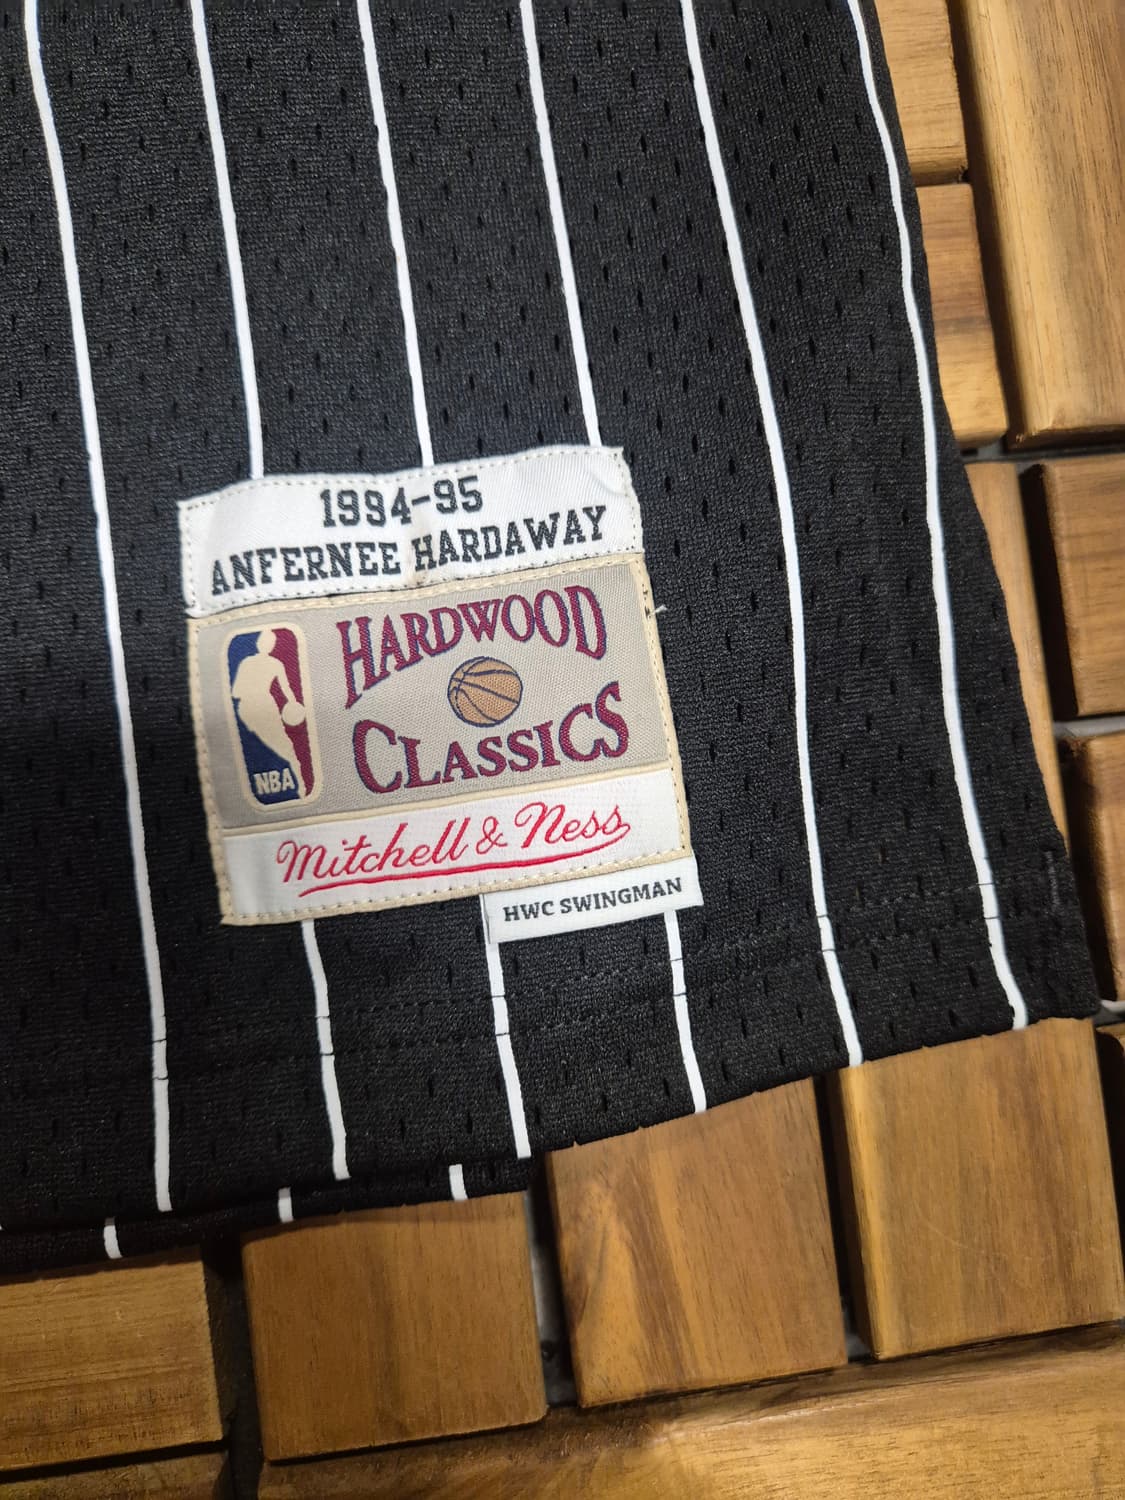 1994-95
ANFERNEE HARDAWAY
HARDWOOD
CLASSICS
NBA
Mitchell & Ness
HWC SWINGMAN